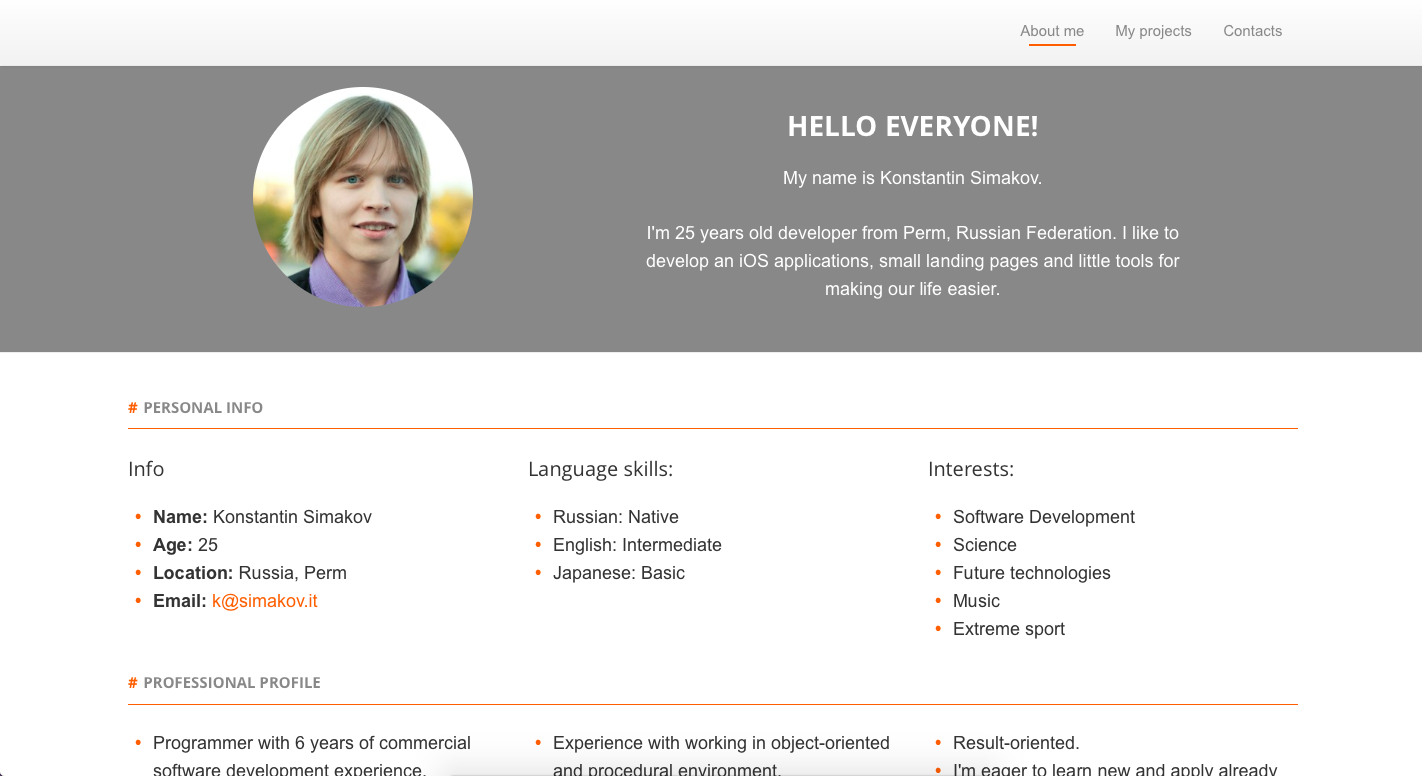 About me My projects Contacts
HELLO EVERYONE!
My name is Konstantin Simakov.
I'm 25 years old developer from Perm, Russian Federation. I like to
develop an iOS applications, small landing pages and little tools for
making our life easier.
# PERSONAL INFO
Info
• Name: Konstantin Simakov
• Age: 25
• Location: Russia, Perm
• Email: k@simakov.it
Language skills:
• Russian: Native
• English: Intermediate
• Japanese: Basic
Interests:
• Software Development
• Science
• Future technologies
• Music
• Extreme sport
# PROFESSIONAL PROFILE
• Programmer with 6 years of commercial
software development experience.
• Experience with working in object-oriented
and procedural environment.
• Result-oriented.
• I'm eager to learn new and apply already